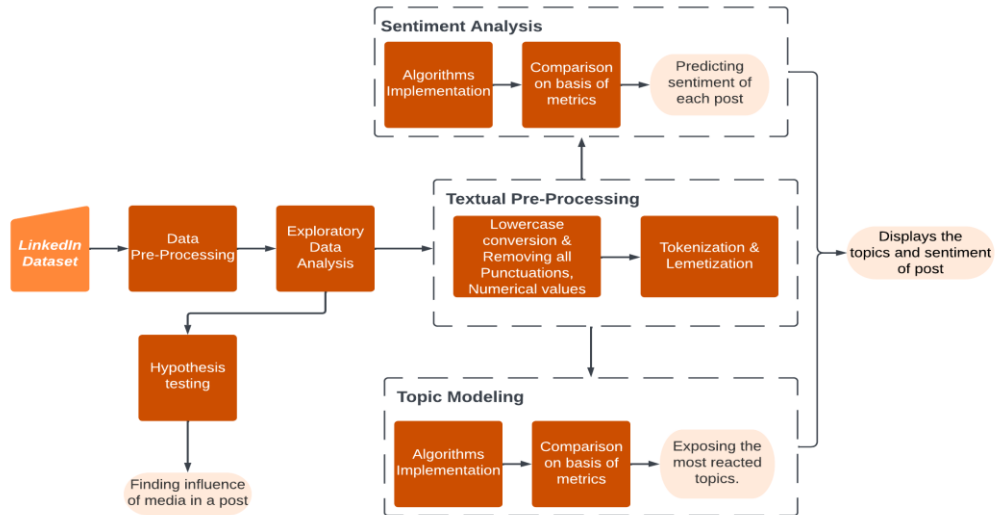 Sentiment Analysis
Algorithms
Implementation
Comparison
on basis of
metrics
Predicting
sentiment of
each post
Textual Pre-Processing
LinkedIn
Dataset
Data
Pre-Processing
Exploratory
Data
Analysis
Lowercase
conversion &
Removing all
Punctuations,
Numerical values
Tokenization &
Lemetization
Displays the
topics and sentiment
of post
Hypothesis
testing
Finding influence
of media in a post
Topic Modeling
Algorithms
Implementation
Comparison
on basis of
metrics
Exposing the
most reacted
topics.